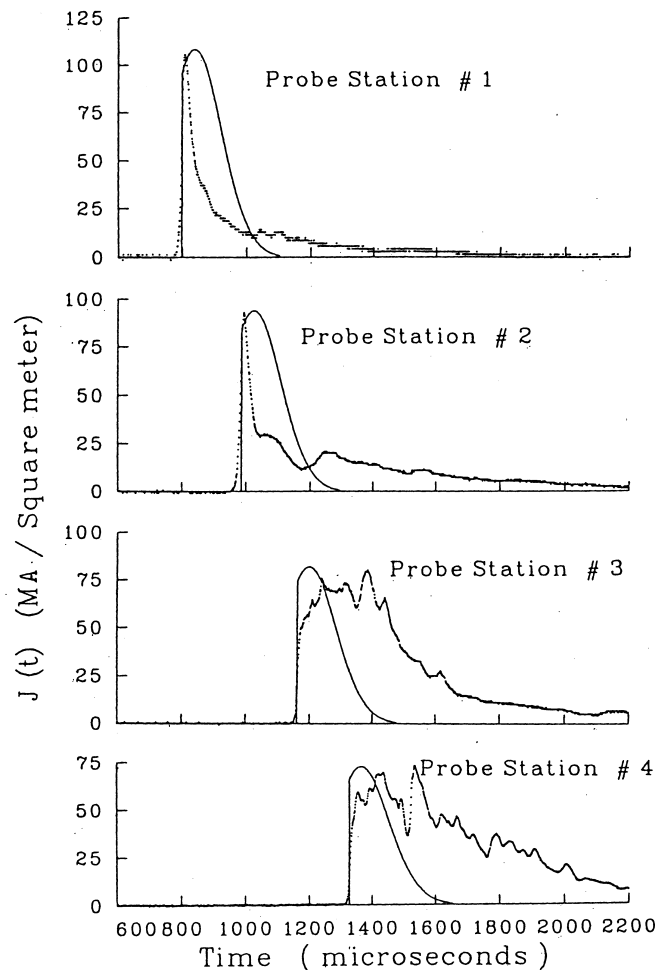 125
100
75
50
25
0
Probe Station # 1
100
75
50
25
0
Probe Station # 2
100
75
50
25
0
Probe Station # 3
75
50
25
0
Probe Station # 4
J (t) (MA / Square meter)
600 800 1000 1200 1400 1600 1800 2000 2200
Time ( microseconds )